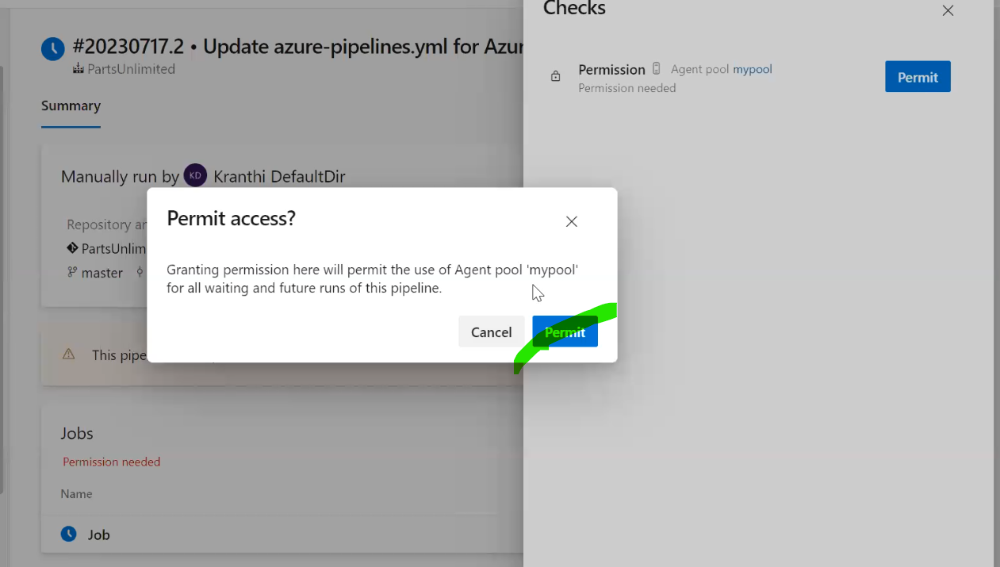 Checks
#20230717.2 • Update azure-pipelines.yml for Azur
PartsUnlimited
Permission Agent pool mypool
Permission needed
Permit
Summary
Manually run by KD Kranthi DefaultDir
Repository an
PartsUnlim
master
Permit access?
Granting permission here will permit the use of Agent pool 'mypool'
for all waiting and future runs of this pipeline.
Cancel Permit
This pipe
Jobs
Permission needed
Name
Job